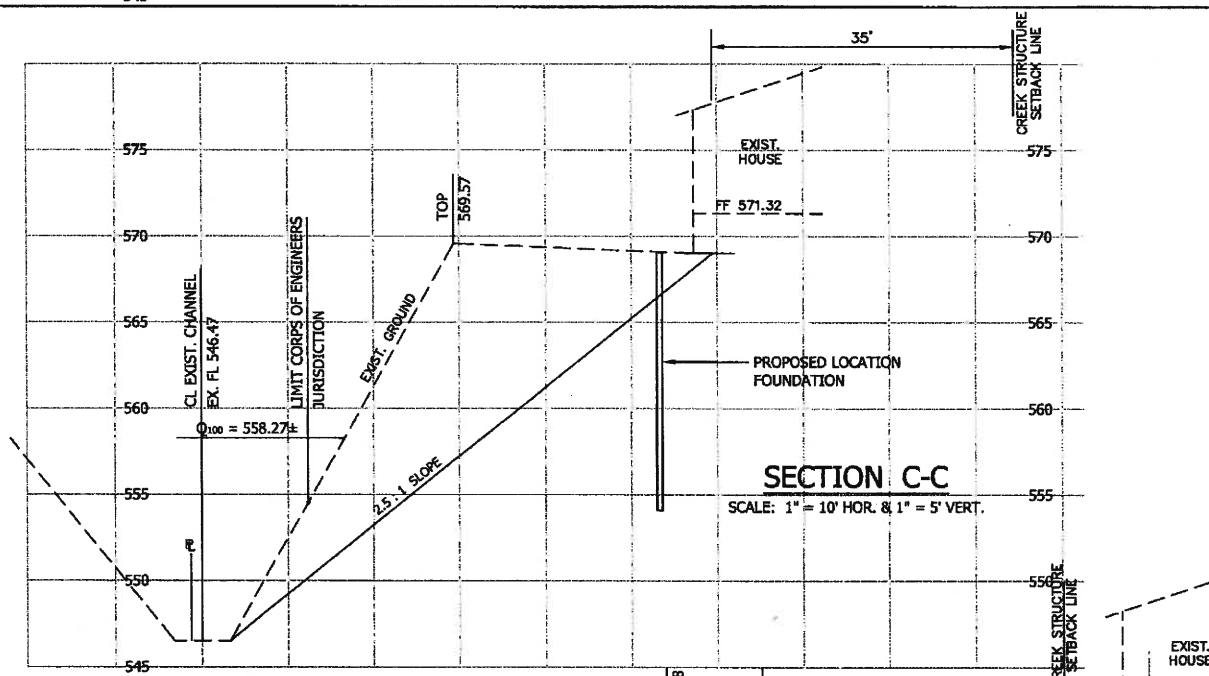 35'
CREEK STRUCTURE
SETBACK LINE
575
EXIST.
HOUSE
575
TOP
569.57
FF 571.32
570
570
CL EXIST. CHANNEL
EX. FL 546.47
LIMIT CORPS OF ENGINEERS
JURISDICTION
EXIST. GROUND
565
565
PROPOSED LOCATION
FOUNDATION
560
560
Q100 = 558.27±
2.5 : 1 SLOPE
SECTION C-C
SCALE: 1" = 10' HOR. & 1" = 5' VERT.
555
555
550
550
CREEK STRUCTURE
SETBACK LINE
EXIST.
HOUSE
545